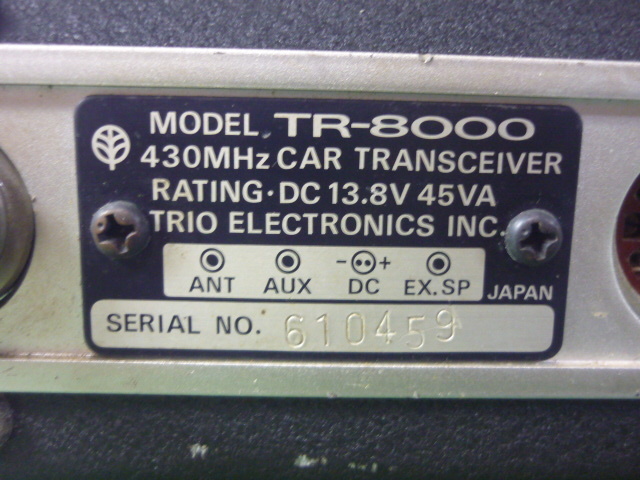 MODEL TR-8000
430MHz CAR TRANSCEIVER
RATING·DC 13.8V 45VA
TRIO ELECTRONICS INC.
- +
ANT AUX DC EX.SP
JAPAN
SERIAL NO. 610459